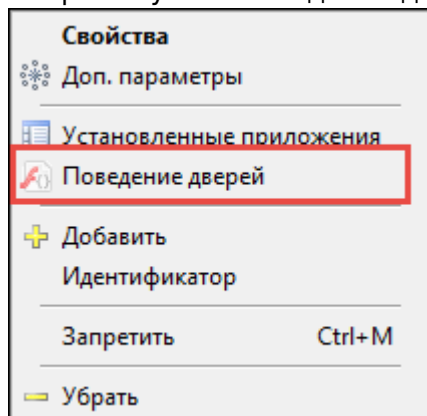 Свойства
Доп. параметры
Установленные приложения
Поведение дверей
Добавить
Идентификатор
Запретить Ctrl+M
Убрать